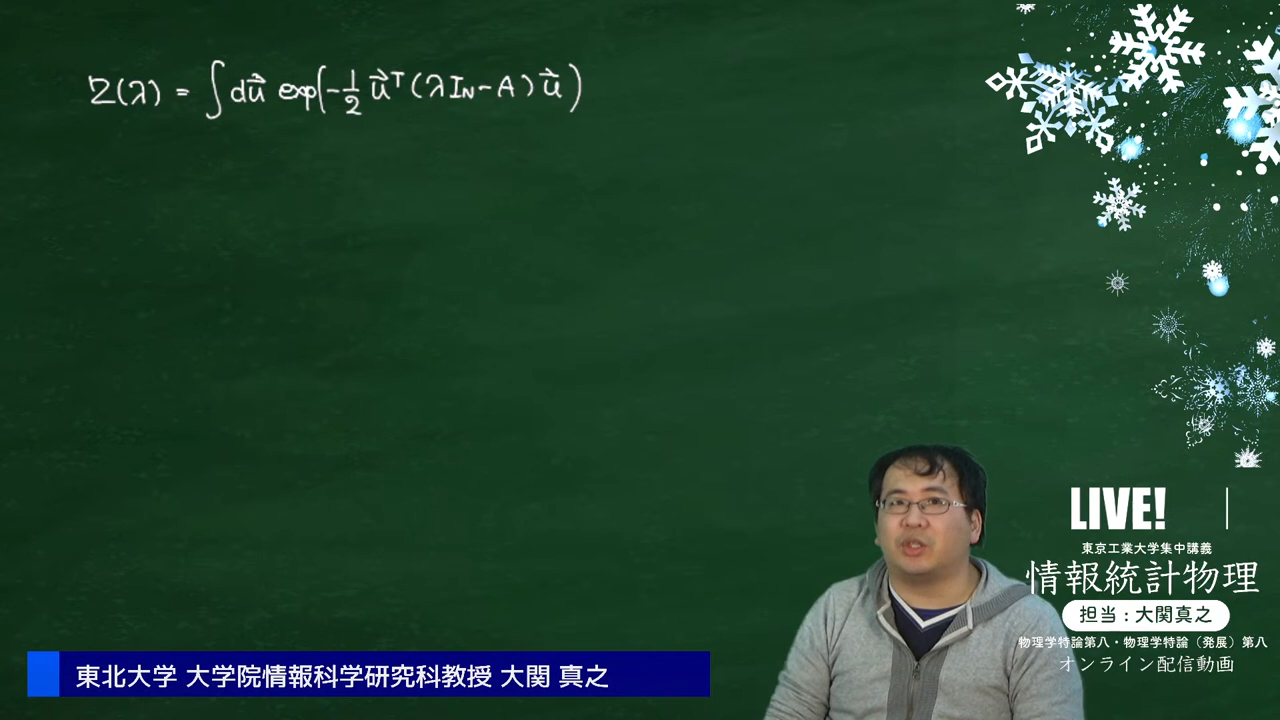 Z(λ) = ∫ du⃗ exp(-1/2 u⃗ᵀ(λI_N - A)u⃗)
LIVE!
東京工業大学集中講義
情報統計物理
担当：大関真之
物理学特論第八・物理学特論（発展）第八
オンライン配信動画
東北大学 大学院情報科学研究科教授 大関 真之